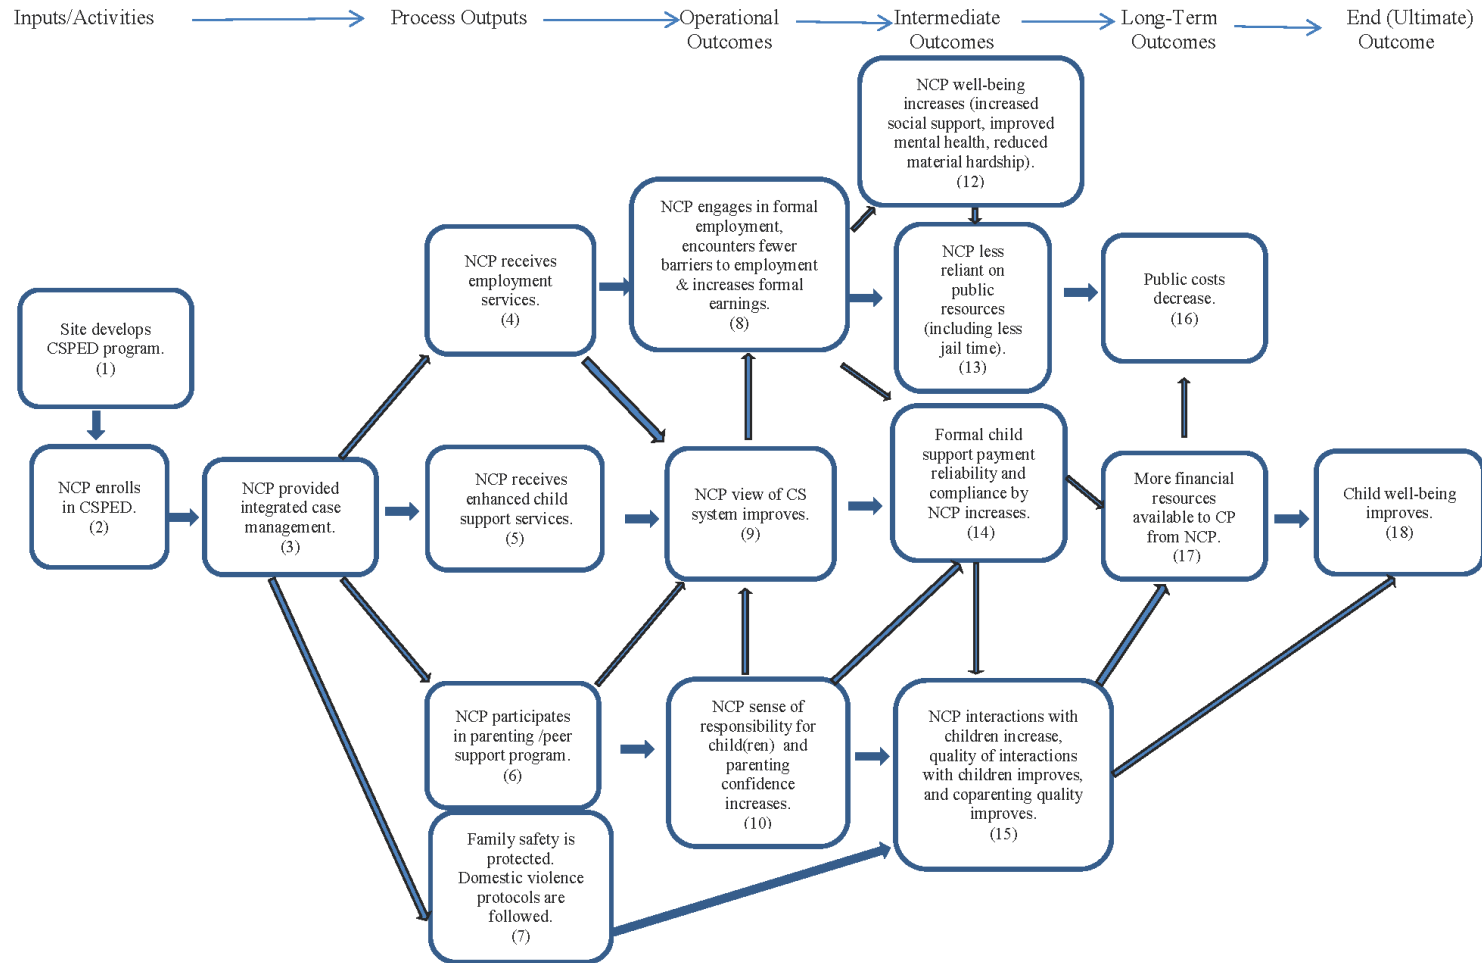 Inputs/Activities
Process Outputs
Operational
Outcomes
Intermediate
Outcomes
Long-Term
Outcomes
End (Ultimate)
Outcome
Site develops
CSPED program.
(1)
NCP enrolls
in CSPED.
(2)
NCP provided
integrated case
management.
(3)
NCP receives
employment
services.
(4)
NCP receives
enhanced child
support services.
(5)
NCP participates
in parenting /peer
support program.
(6)
Family safety is
protected.
Domestic violence
protocols are
followed.
(7)
NCP engages in formal
employment,
encounters fewer
barriers to employment
& increases formal
earnings.
(8)
NCP view of CS
system improves.
(9)
NCP sense of
responsibility for
child(ren) and
parenting
confidence
increases.
(10)
NCP well-being
increases (increased
social support, improved
mental health, reduced
material hardship).
(12)
NCP less
reliant on
public
resources
(including less
jail time).
(13)
Formal child
support payment
reliability and
compliance by
NCP increases.
(14)
NCP interactions with
children increase,
quality of interactions
with children improves,
and coparenting quality
improves.
(15)
Public costs
decrease.
(16)
More financial
resources
available to CP
from NCP.
(17)
Child well-being
improves.
(18)